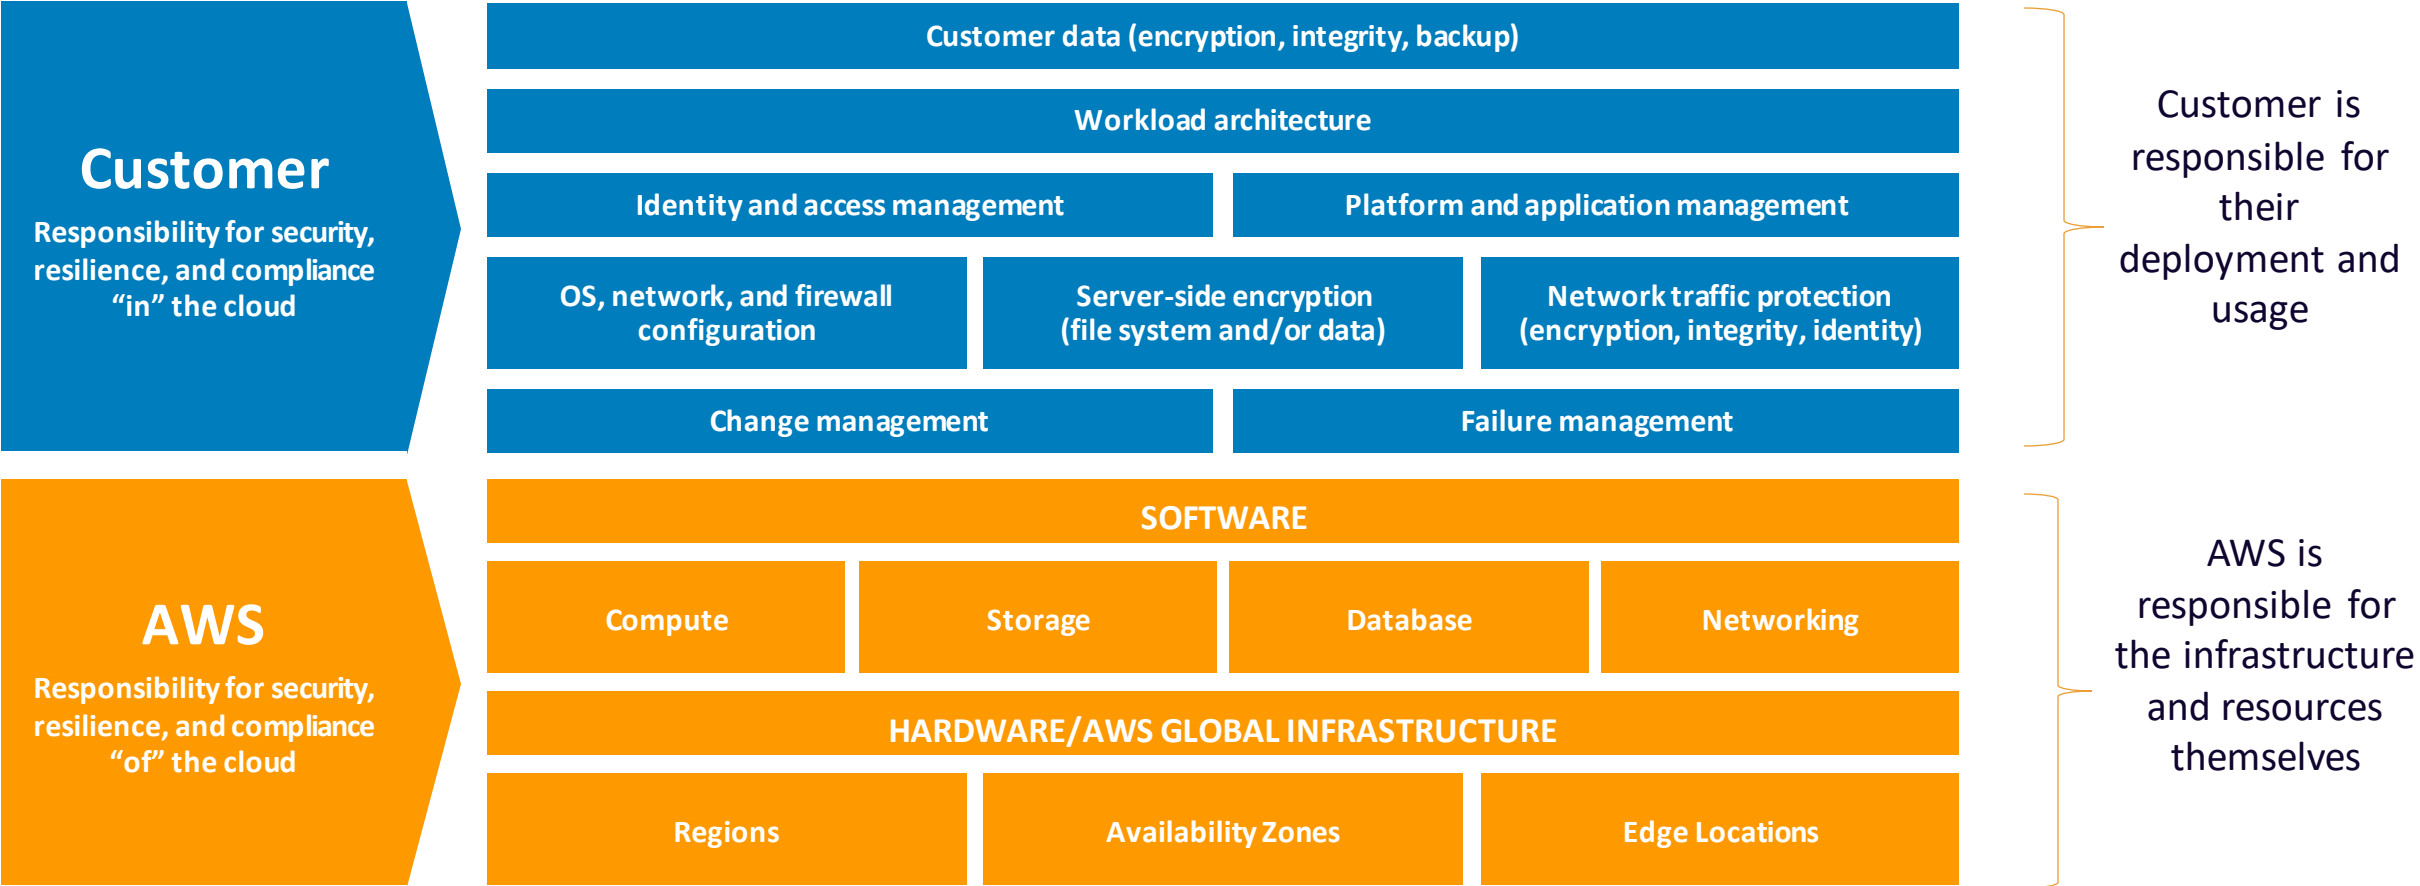 Customer
Responsibility for security,
resilience, and compliance
“in” the cloud
Customer data (encryption, integrity, backup)
Workload architecture
Identity and access management
Platform and application management
OS, network, and firewall
configuration
Server-side encryption
(file system and/or data)
Network traffic protection
(encryption, integrity, identity)
Change management
Failure management
Customer is
responsible for
their
deployment and
usage
AWS
Responsibility for security,
resilience, and compliance
“of” the cloud
SOFTWARE
Compute
Storage
Database
Networking
HARDWARE/AWS GLOBAL INFRASTRUCTURE
Regions
Availability Zones
Edge Locations
AWS is
responsible for
the infrastructure
and resources
themselves